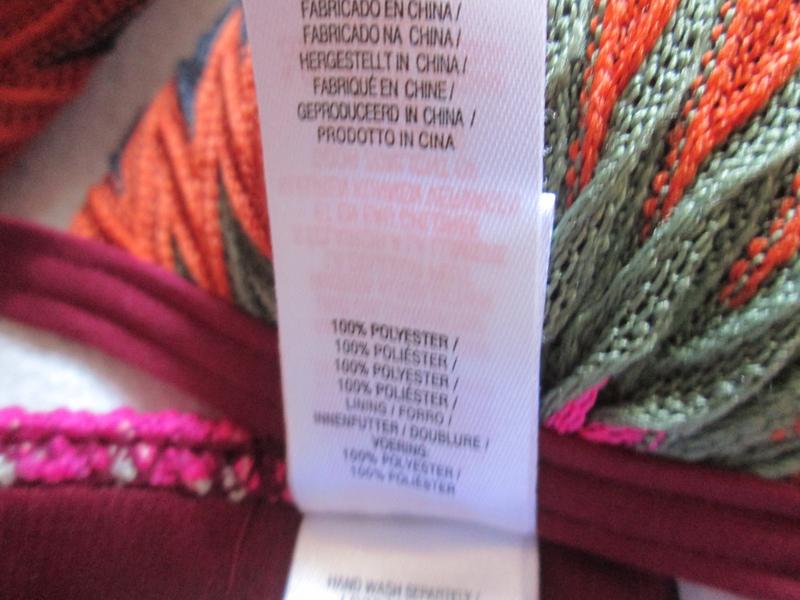 FABRICADO EN CHINA /
FABRICADO NA CHINA /
HERGESTELLT IN CHINA /
FABRIQUÉ EN CHINE /
GEPRODUCEERD IN CHINA /
PRODOTTO IN CINA
100% POLYESTER /
100% POLIÉSTER /
100% POLYESTER /
100% POLIÉSTER /
LINING / FORRO /
INNENFUTTER / DOUBLURE /
VOERING:
100% POLYESTER /
100% POLIÉSTER
HAND WASH SEPARATELY /